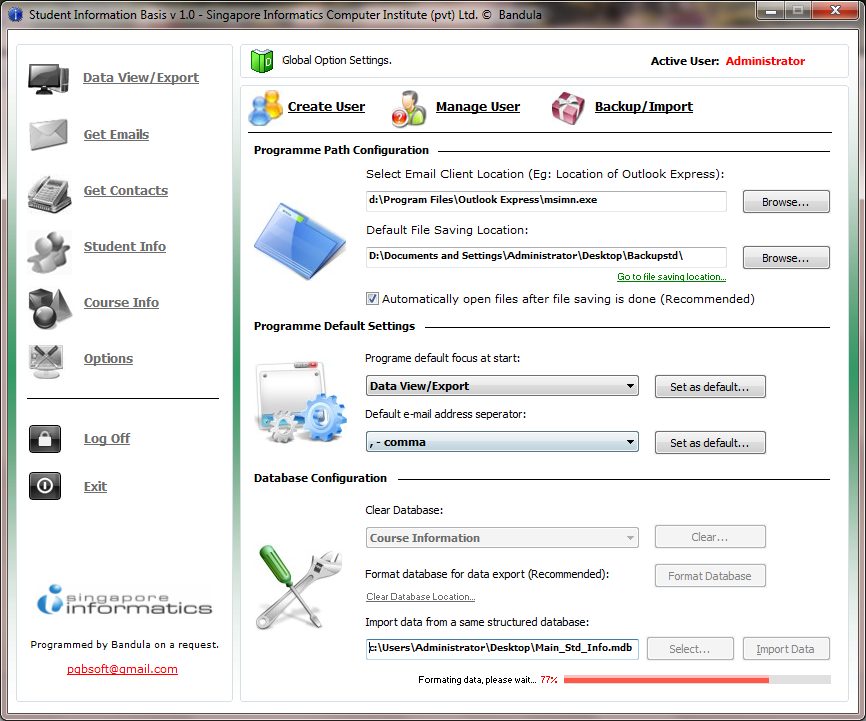 Student Information Basis v 1.0 - Singapore Informatics Computer Institute (pvt) Ltd. © Bandula
Data View/Export
Get Emails
Get Contacts
Student Info
Course Info
Options
Log Off
Exit
singapore
informatics
Programmed by Bandula on a request.
pgbsoft@gmail.com
Global Option Settings.
Active User: Administrator
Create User
Manage User
Backup/Import
Programme Path Configuration
Select Email Client Location (Eg: Location of Outlook Express):
d:\Program Files\Outlook Express\msimn.exe
Browse...
Default File Saving Location:
D:\Documents and Settings\Administrator\Desktop\Backupstd\
Browse...
Go to file saving location...
Automatically open files after file saving is done (Recommended)
Programme Default Settings
Programe default focus at start:
Data View/Export
Set as default...
Default e-mail address seperator:
, - comma
Set as default...
Database Configuration
Clear Database:
Course Information
Clear...
Format database for data export (Recommended):
Format Database
Clear Database Location...
Import data from a same structured database:
c:\Users\Administrator\Desktop\Main_Std_Info.mdb
Select...
Import Data
Formating data, please wait... 77%